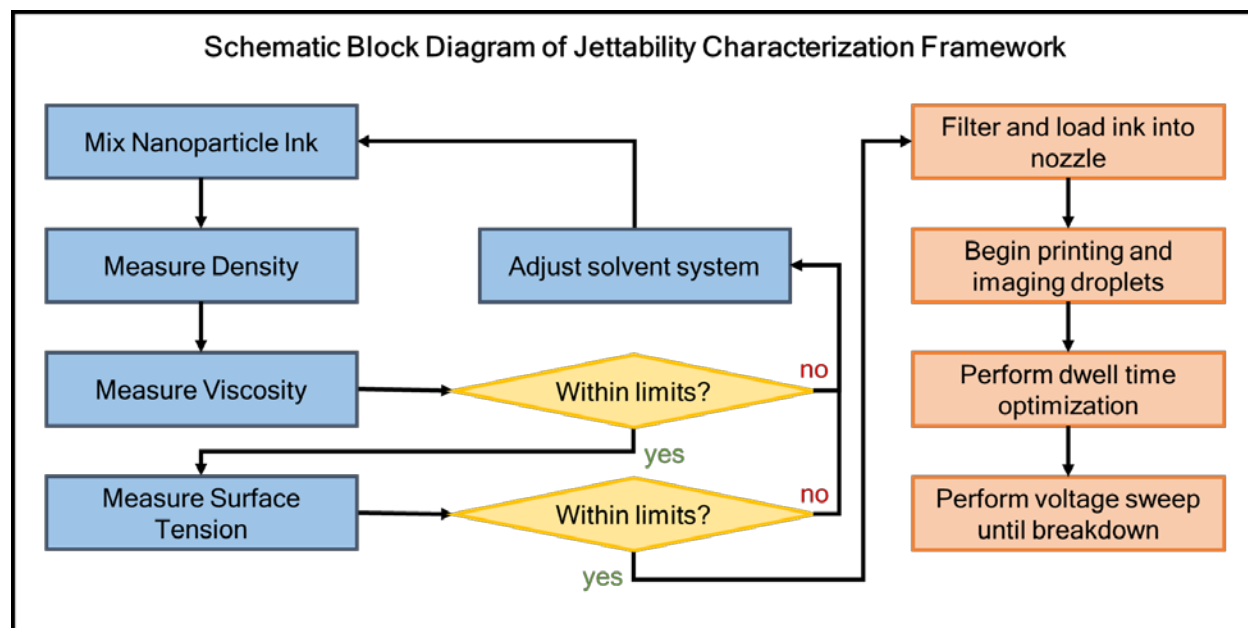 Schematic Block Diagram of Jettability Characterization Framework
Mix Nanoparticle Ink
Measure Density
Adjust solvent system
Measure Viscosity
Within limits?
no
yes
Measure Surface
Tension
Within limits?
no
yes
Filter and load ink into
nozzle
Begin printing and
imaging droplets
Perform dwell time
optimization
Perform voltage sweep
until breakdown